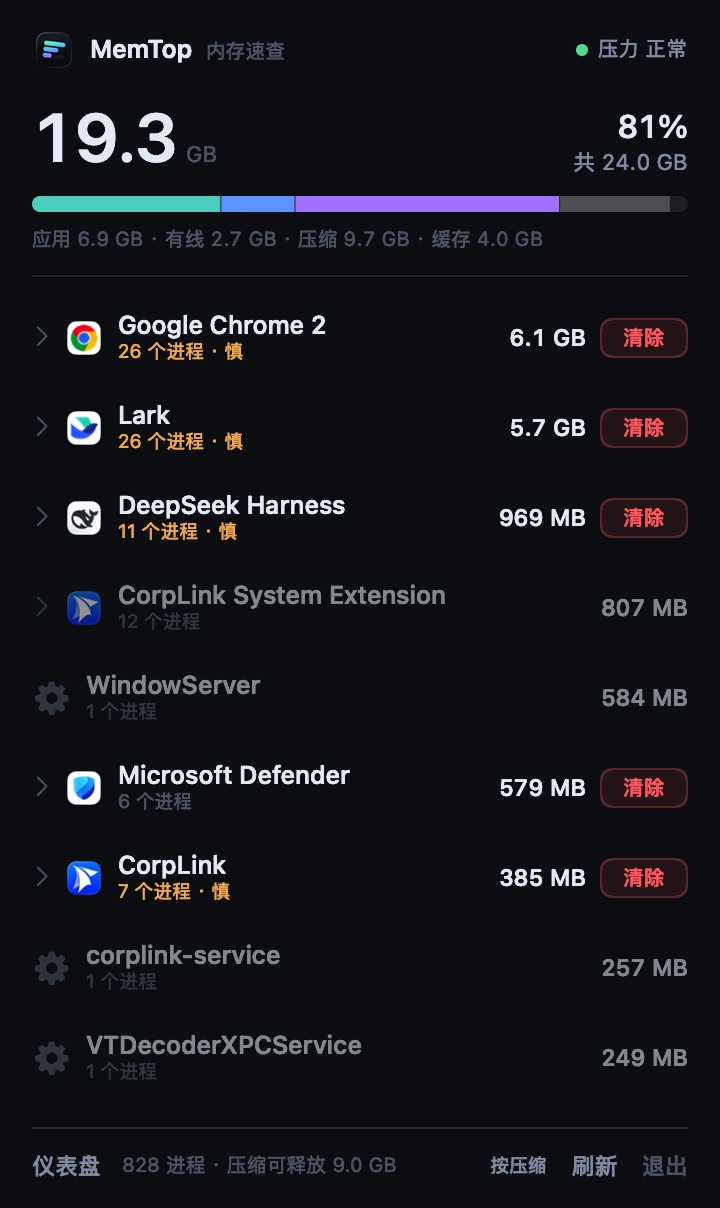 MemTop 内存速查 压力 正常
19.3 GB 81%
共 24.0 GB
应用 6.9 GB · 有线 2.7 GB · 压缩 9.7 GB · 缓存 4.0 GB
Google Chrome 2
26 个进程 · 慎
6.1 GB 清除
Lark
26 个进程 · 慎
5.7 GB 清除
DeepSeek Harness
11 个进程 · 慎
969 MB 清除
CorpLink System Extension
12 个进程
807 MB
WindowServer
1 个进程
584 MB
Microsoft Defender
6 个进程
579 MB 清除
CorpLink
7 个进程 · 慎
385 MB 清除
corplink-service
1 个进程
257 MB
VTDecoderXPCService
1 个进程
249 MB
仪表盘 828 进程 · 压缩可释放 9.0 GB 按压缩 刷新 退出